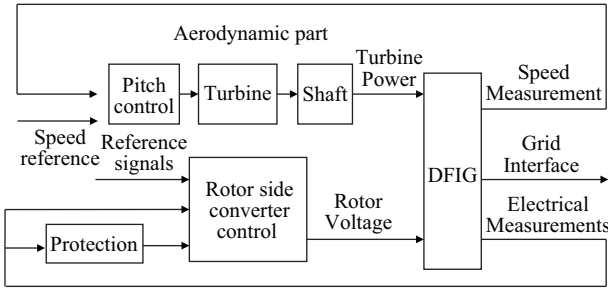 Aerodynamic part
Turbine
Power
Speed
Measurement
Pitch
control
Turbine
Shaft
Speed
reference
Reference
signals
Rotor side
converter
control
Rotor
Voltage
DFIG
Grid
Interface
Electrical
Measurements
Protection